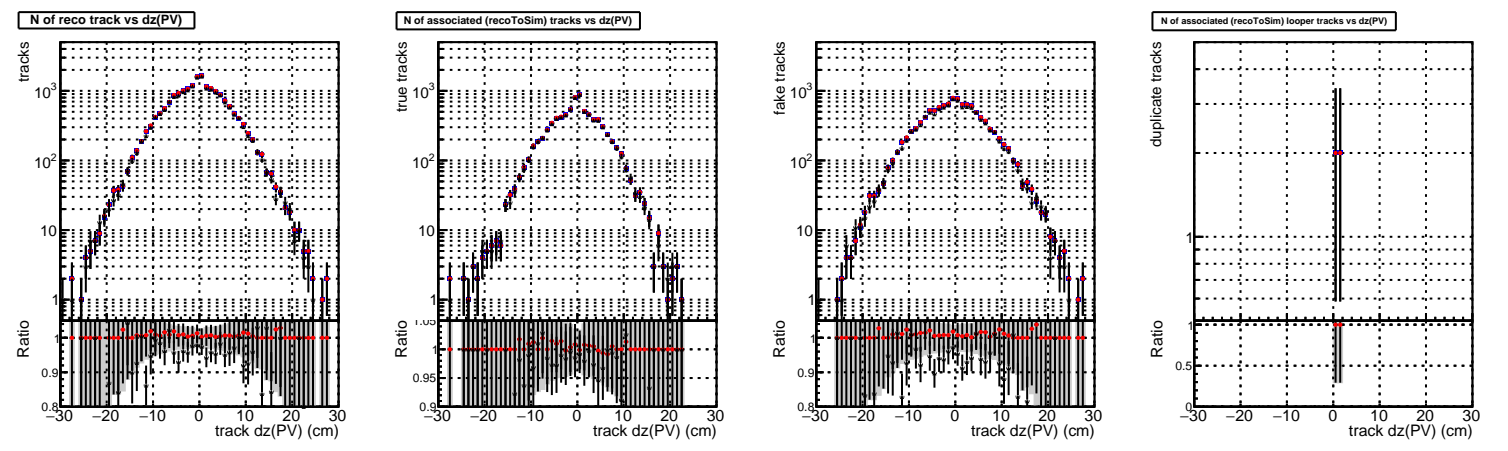 N of reco track vs dz(PV)
tracks
10³
10²
10
1
Ratio
1
0.9
0.8
−30 −20 −10 0 10 20 30
track dz(PV) (cm)
N of associated (recoToSim) tracks vs dz(PV)
true tracks
10³
10²
10
1
Ratio
1.05
1
0.95
0.9
−30 −20 −10 0 10 20 30
track dz(PV) (cm)
fake tracks
10³
10²
10
1
Ratio
1
0.9
0.8
−30 −20 −10 0 10 20 30
track dz(PV) (cm)
N of associated (recoToSim) looper tracks vs dz(PV)
duplicate tracks
1
Ratio
1
0.5
0
−30 −20 −10 0 10 20 30
track dz(PV) (cm)